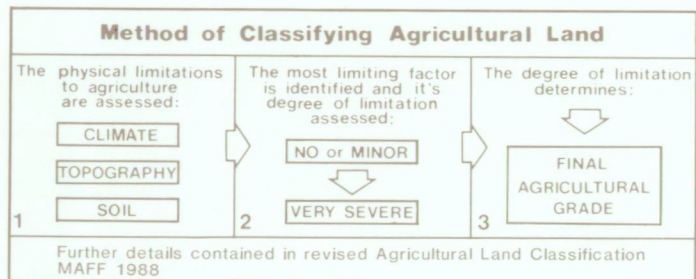 Method of Classifying Agricultural Land
The physical limitations
to agriculture
are assessed:
CLIMATE
TOPOGRAPHY
SOIL
1
The most limiting factor
is identified and it's
degree of limitation
assessed:
NO or MINOR
VERY SEVERE
2
The degree of limitation
determines:
FINAL
AGRICULTURAL
GRADE
3
Further details contained in revised Agricultural Land Classification
MAFF 1988